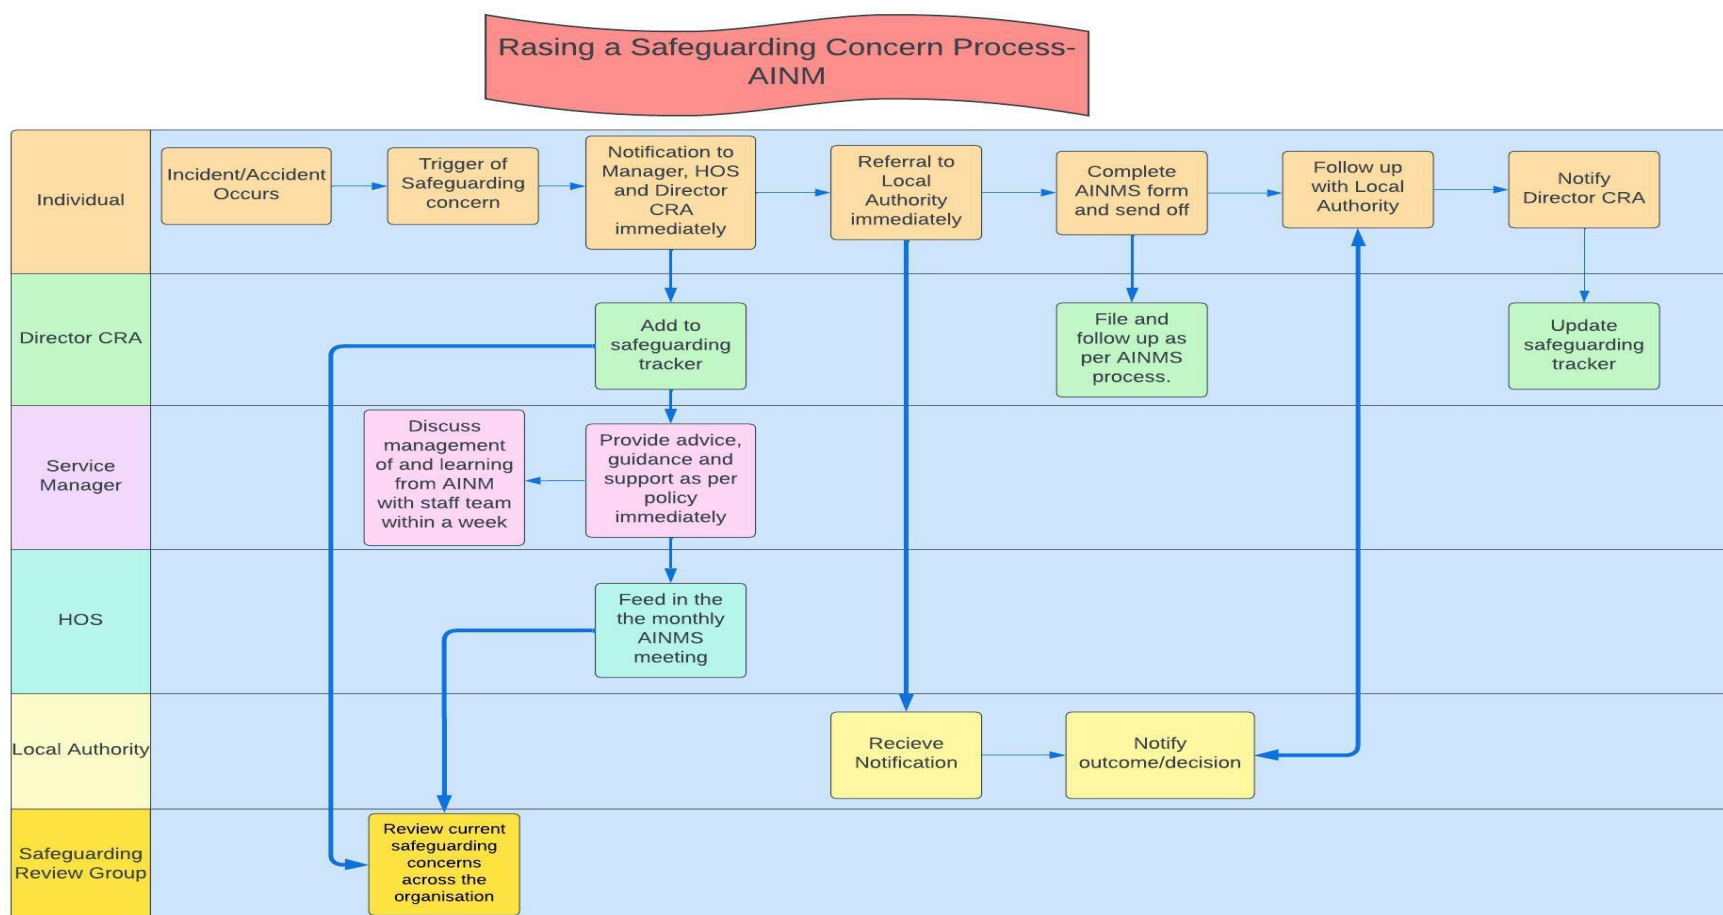 Rasing a Safeguarding Concern Process-
AINM
Individual
Incident/Accident
Occurs
Trigger of
Safeguarding
concern
Notification to
Manager, HOS
and Director
CRA
immediately
Referral to
Local
Authority
immediately
Complete
AINMS form
and send off
Follow up
with Local
Authority
Notify
Director CRA
Director CRA
Add to
safeguarding
tracker
File and
follow up as
per AINMS
process.
Update
safeguarding
tracker
Service
Manager
Discuss
management
of and learning
from AINM
with staff team
within a week
Provide advice,
guidance and
support as per
policy
immediately
HOS
Feed in the
the monthly
AINMS
meeting
Local Authority
Recieve
Notification
Notify
outcome/decision
Safeguarding
Review Group
Review current
safeguarding
concerns
across the
organisation